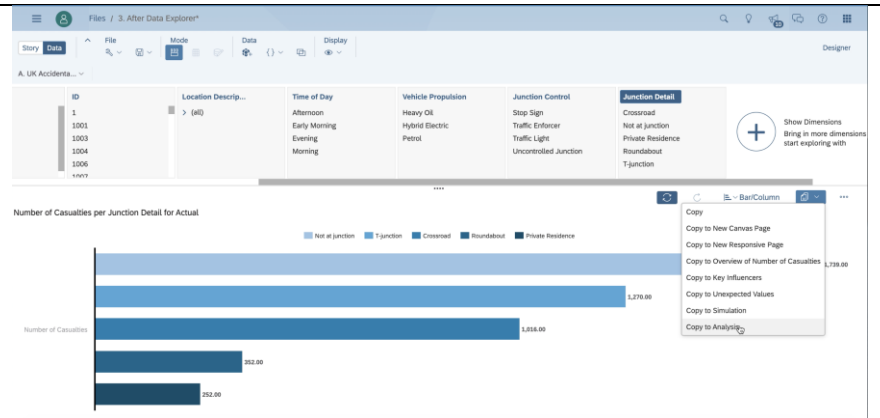 Files / 3. After Data Explorer*
22
Story Data
File
Mode
Data
Display
Designer
A. UK Accidenta...
ID
1
1001
1003
1004
1006
1007
Location Descrip...
(all)
Time of Day
Afternoon
Early Morning
Evening
Morning
Vehicle Propulsion
Heavy Oil
Hybrid Electric
Petrol
Junction Control
Stop Sign
Traffic Enforcer
Traffic Light
Uncontrolled Junction
Junction Detail
Crossroad
Not at junction
Private Residence
Roundabout
T-junction
Show Dimensions
Bring in more dimensions
start exploring with
Bar/Column
Number of Casualties per Junction Detail for Actual
Not at junction T-junction Crossroad Roundabout Private Residence
Copy
Copy to New Canvas Page
Copy to New Responsive Page
Copy to Overview of Number of Casualties
Copy to Key Influencers
Copy to Unexpected Values
Copy to Simulation
Copy to Analysis
,739.00
1,270.00
Number of Casualties
1,016.00
352.00
252.00